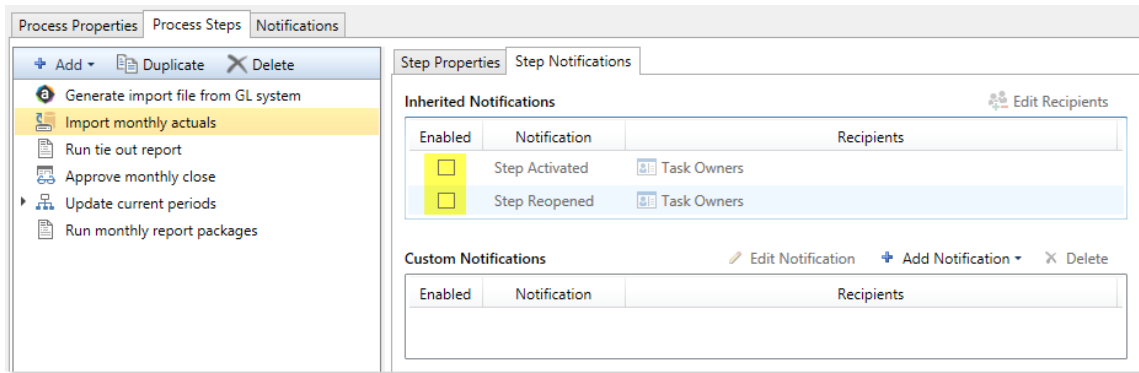 Process Properties Process Steps Notifications
Add Duplicate Delete
Generate import file from GL system
Import monthly actuals
Run tie out report
Approve monthly close
Update current periods
Run monthly report packages
Step Properties Step Notifications
Inherited Notifications Edit Recipients
Enabled Notification Recipients
Step Activated Task Owners
Step Reopened Task Owners
Custom Notifications Edit Notification Add Notification Delete
Enabled Notification Recipients